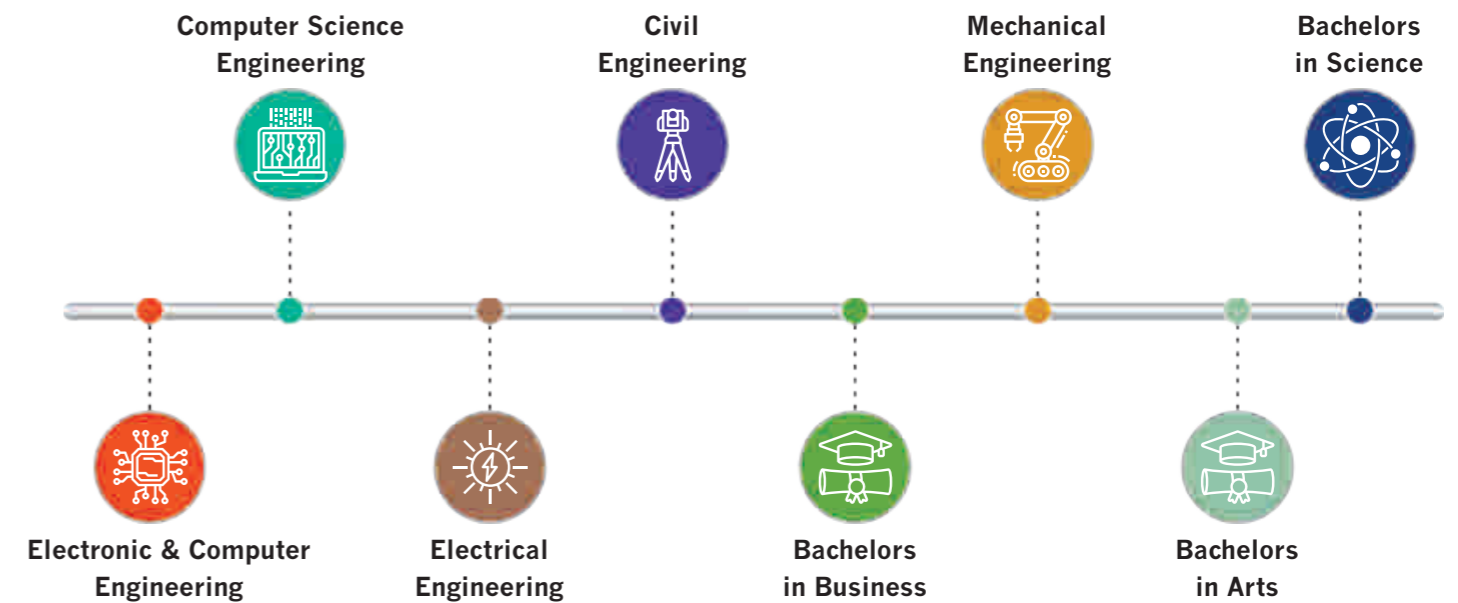 Computer Science
Engineering
Civil
Engineering
Mechanical
Engineering
Bachelors
in Science
Electronic & Computer
Engineering
Electrical
Engineering
Bachelors
in Business
Bachelors
in Arts